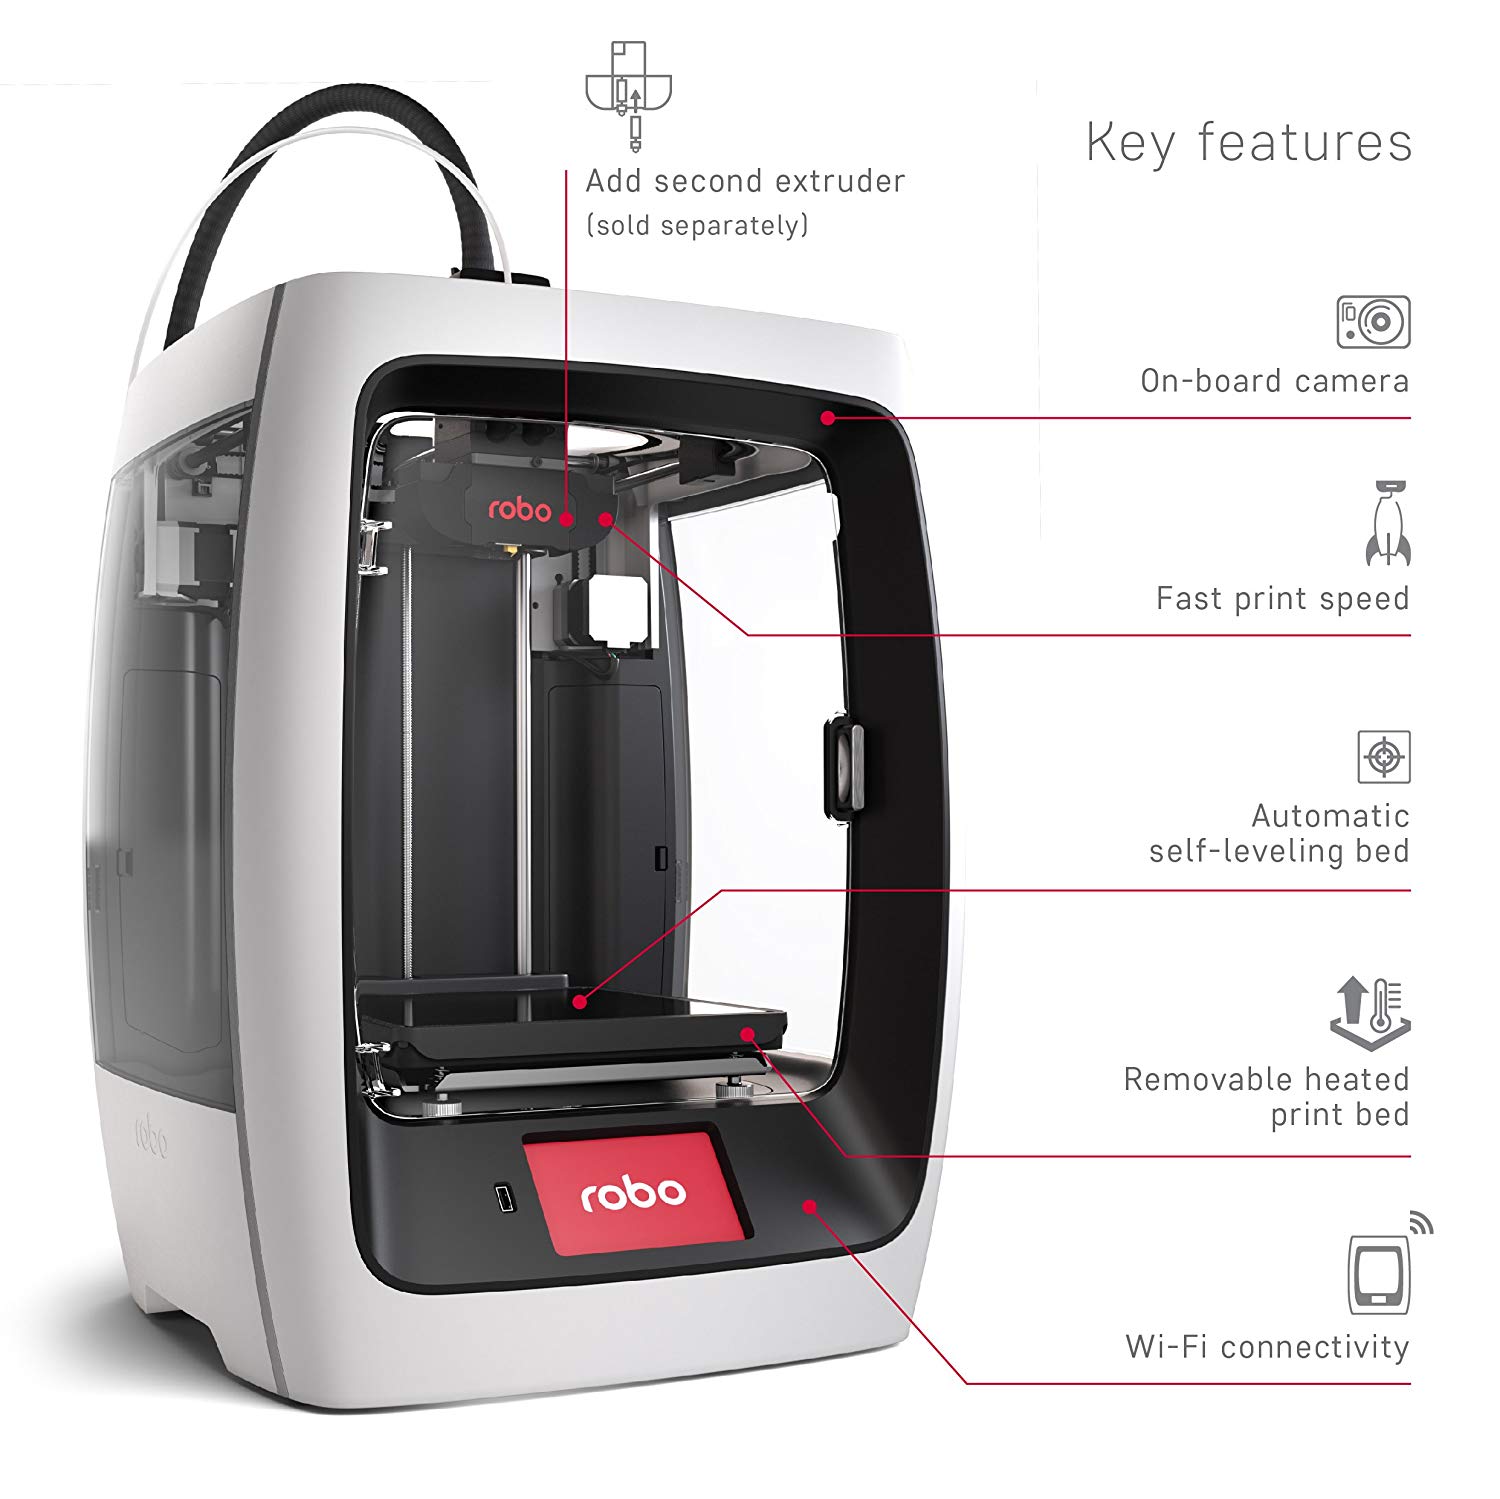 Key features
Add second extruder
(sold separately)
On-board camera
robo
Fast print speed
Automatic
self-leveling bed
Removable heated
print bed
robo
robo
Wi-Fi connectivity